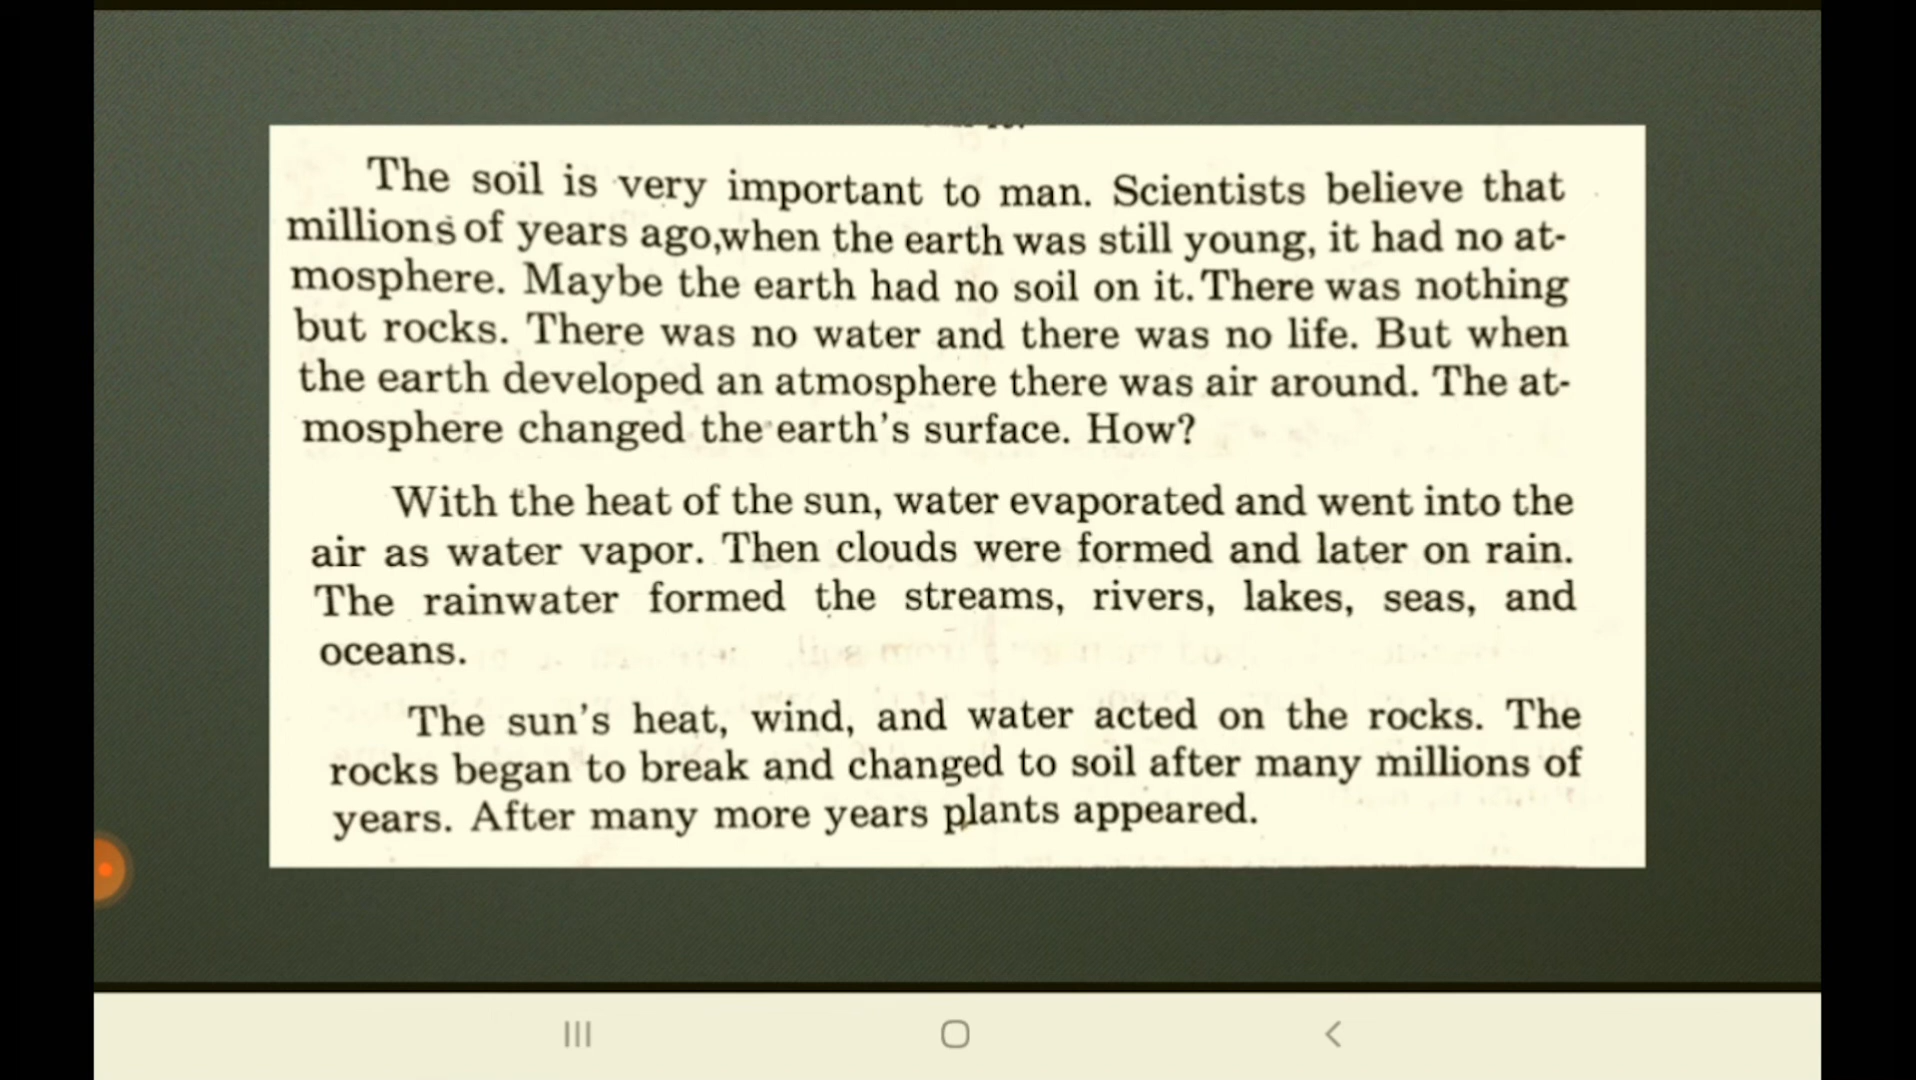 The soil is very important to man. Scientists believe that
millions of years ago,when the earth was still young, it had no at-
mosphere. Maybe the earth had no soil on it. There was nothing
but rocks. There was no water and there was no life. But when
the earth developed an atmosphere there was air around. The at-
mosphere changed the earth's surface. How?
With the heat of the sun, water evaporated and went into the
air as water vapor. Then clouds were formed and later on rain.
The rainwater formed the streams, rivers, lakes, seas, and
oceans.
The sun's heat, wind, and water acted on the rocks. The
rocks began to break and changed to soil after many millions of
years. After many more years plants appeared.